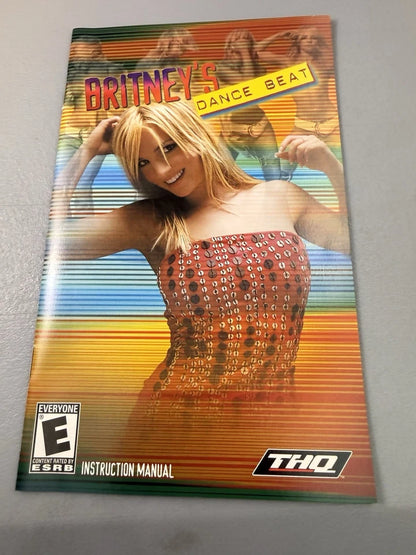 BRITNEY'S
DANCE BEAT
EVERYONE
E
CONTENT RATED BY
ESRB
INSTRUCTION MANUAL
THQ